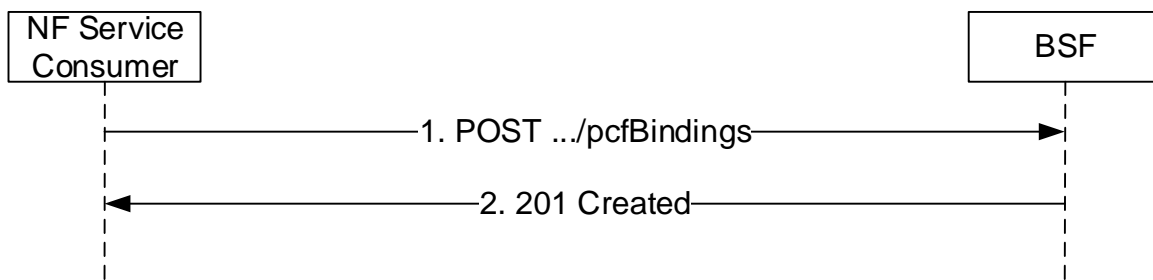 NF Service
Consumer
BSF
1. POST .../pcfBindings
2. 201 Created